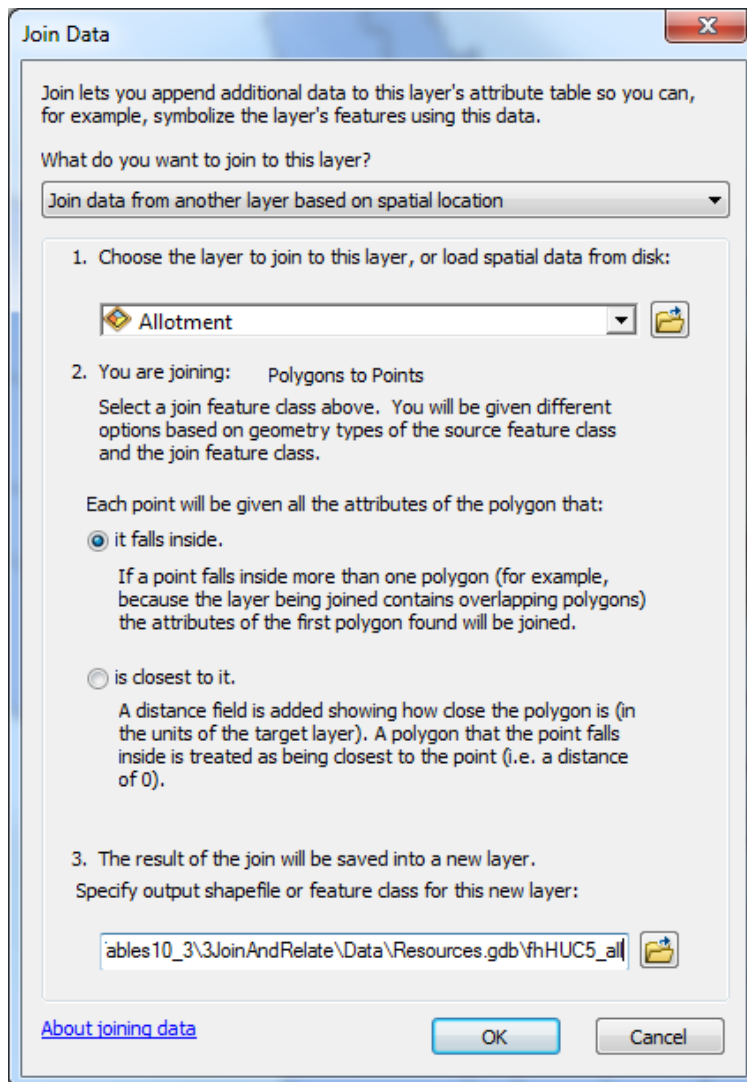 Join Data
X
Join lets you append additional data to this layer's attribute table so you can,
for example, symbolize the layer's features using this data.
What do you want to join to this layer?
Join data from another layer based on spatial location
1. Choose the layer to join to this layer, or load spatial data from disk:
Allotment
2. You are joining: Polygons to Points
Select a join feature class above. You will be given different
options based on geometry types of the source feature class
and the join feature class.
Each point will be given all the attributes of the polygon that:
it falls inside.
If a point falls inside more than one polygon (for example,
because the layer being joined contains overlapping polygons)
the attributes of the first polygon found will be joined.
is closest to it.
A distance field is added showing how close the polygon is (in
the units of the target layer). A polygon that the point falls
inside is treated as being closest to the point (i.e. a distance
of 0).
3. The result of the join will be saved into a new layer.
Specify output shapefile or feature class for this new layer:
ables10_3\3JoinAndRelate\Data\Resources.gdb\fhHUC5_all
About joining data
OK
Cancel